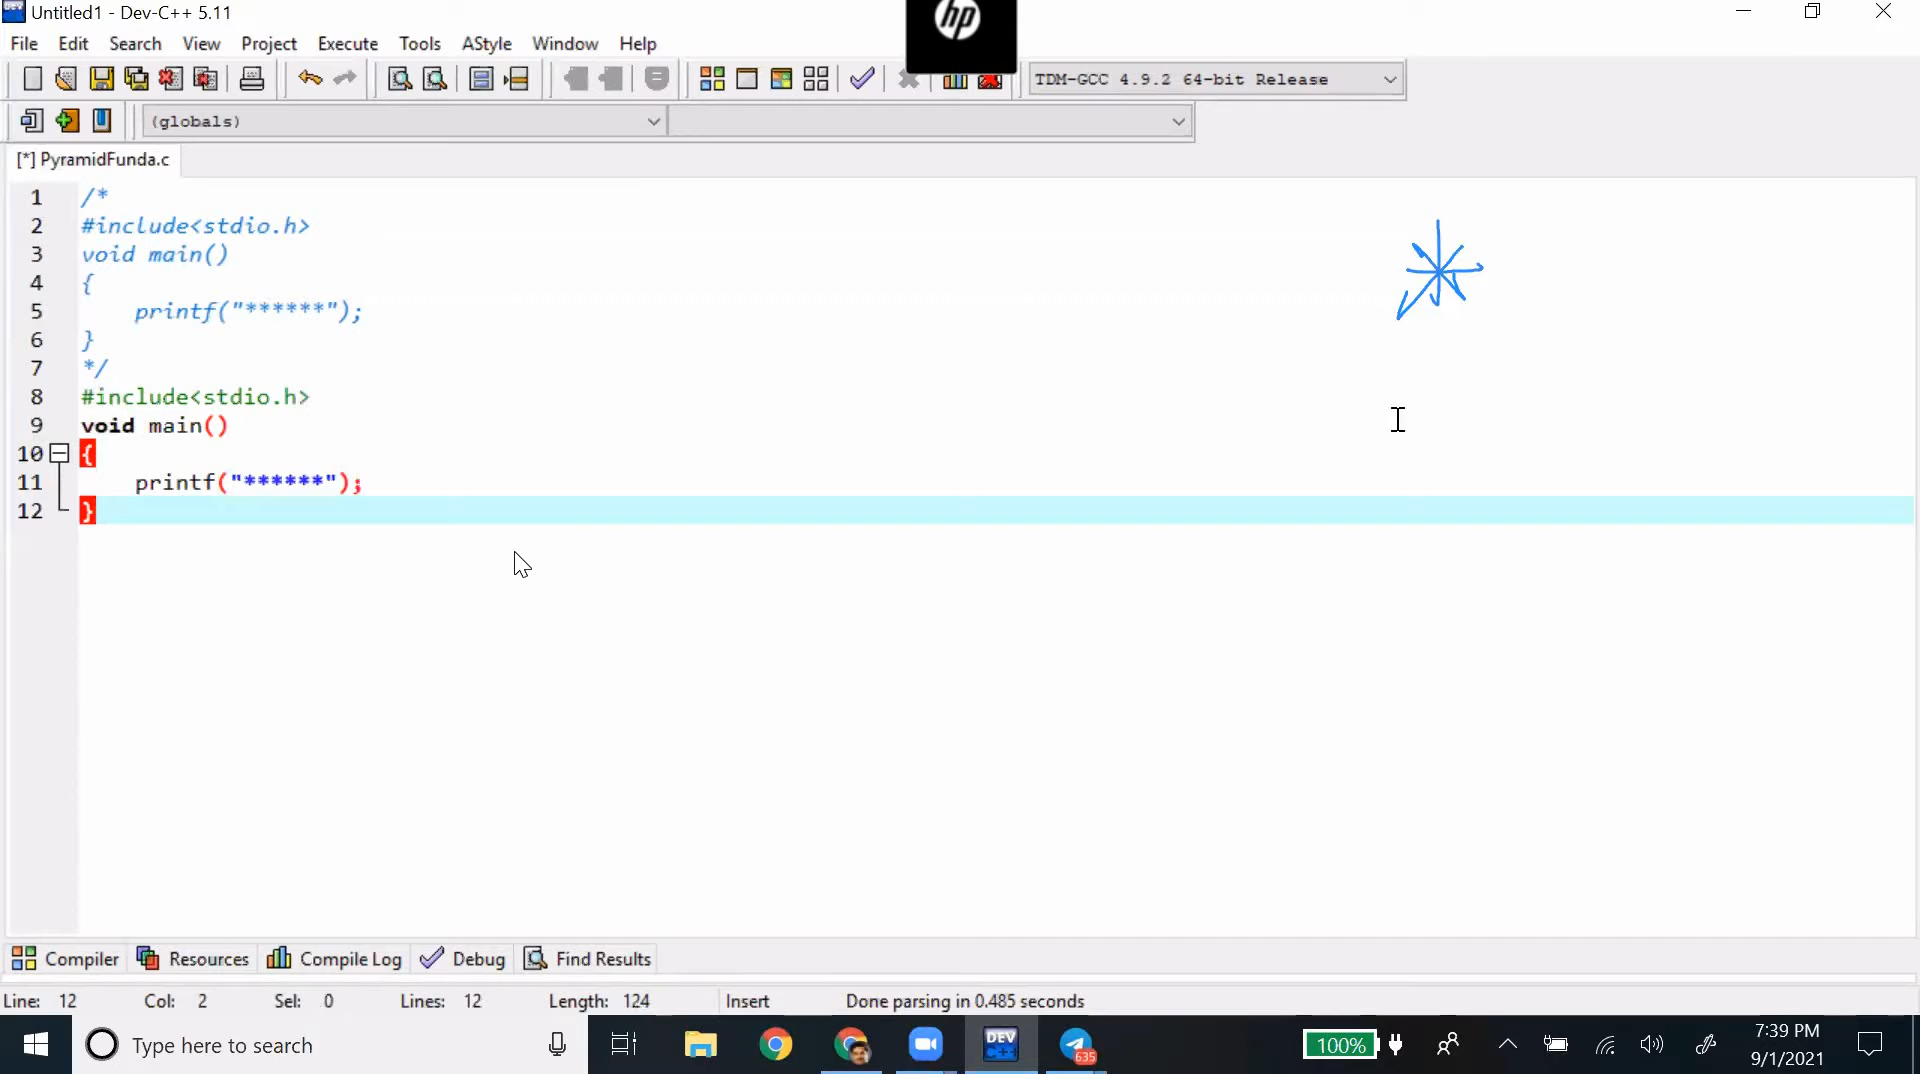 Untitled1 - Dev-C++ 5.11
hp
File Edit Search View Project Execute Tools AStyle Window Help
TDM-GCC 4.9.2 64-bit Release
(globals)
[*] PyramidFunda.c
1 /*
2 #include<stdio.h>
3 void main()
4 {
5 printf("******");
6 }
7 */
8 #include<stdio.h>
9 void main()
10 {
11 printf("******");
12 }
Compiler Resources Compile Log Debug Find Results
Line: 12 Col: 2 Sel: 0 Lines: 12 Length: 124 Insert Done parsing in 0.485 seconds
Type here to search
DEV C++
635
100%
7:39 PM
9/1/2021